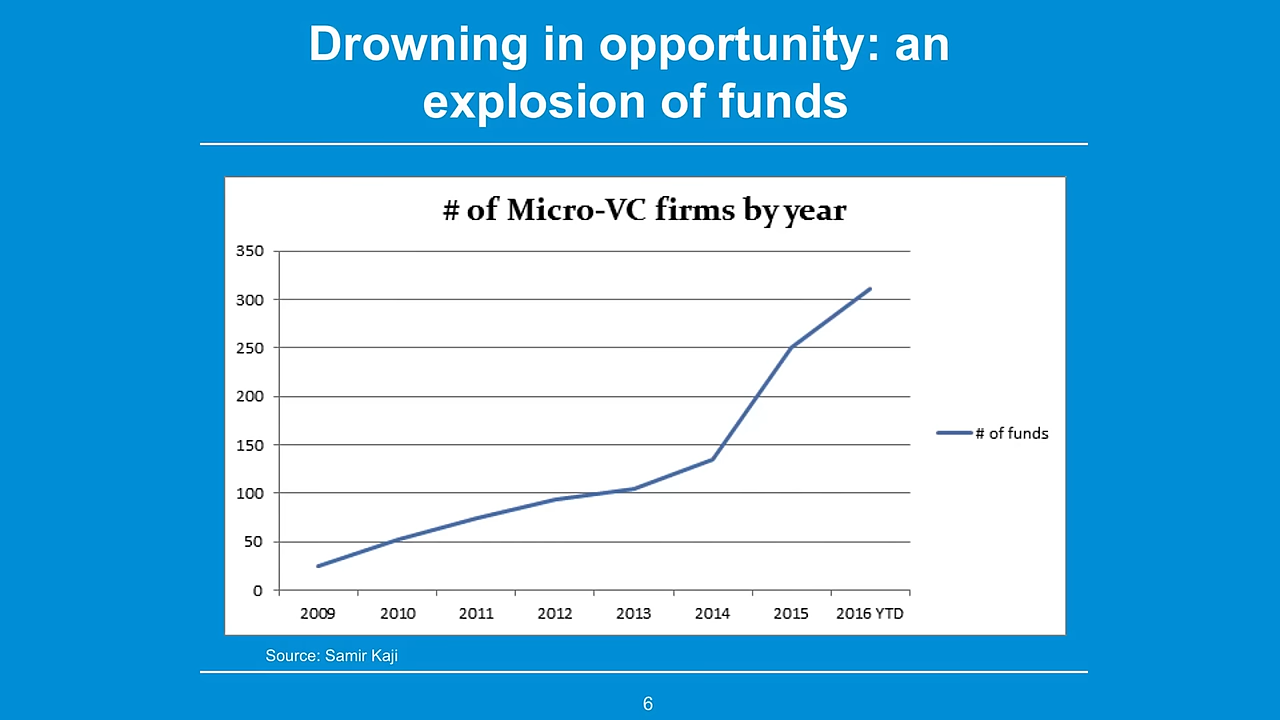 Drowning in opportunity: an
explosion of funds
# of Micro-VC firms by year
350
300
250
200
150
100
50
0
2009 2010 2011 2012 2013 2014 2015 2016 YTD
# of funds
Source: Samir Kaji
6